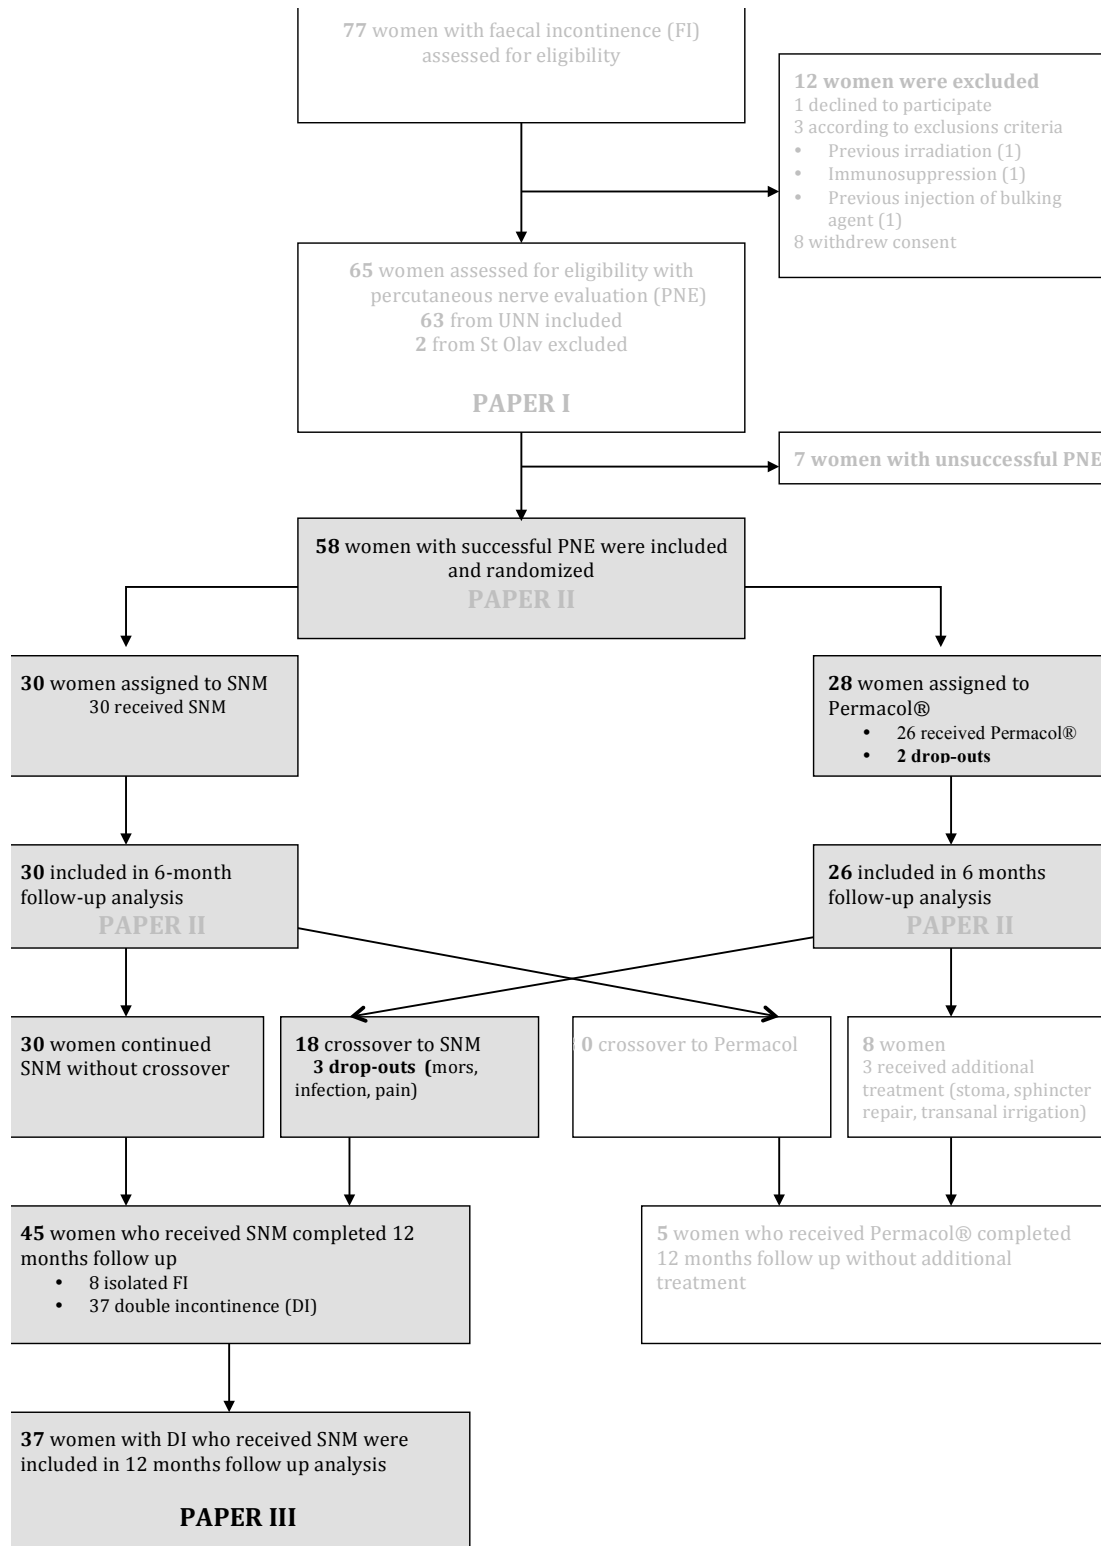 77 women with faecal incontinence (FI)
assessed for eligibility
12 women were excluded
1 declined to participate
3 according to exclusions criteria
• Previous irradiation (1)
• Immunosuppression (1)
• Previous injection of bulking
agent (1)
8 withdrew consent
65 women assessed for eligibility with
percutaneous nerve evaluation (PNE)
63 from UNN included
2 from St Olav excluded
PAPER I
7 women with unsuccessful PNE
58 women with successful PNE were included
and randomized
PAPER II
30 women assigned to SNM
30 received SNM
28 women assigned to
Permacol®
• 26 received Permacol®
• 2 drop-outs
30 included in 6-month
follow-up analysis
PAPER II
26 included in 6 months
follow-up analysis
PAPER II
30 women continued
SNM without crossover
18 crossover to SNM
3 drop-outs (mors,
infection, pain)
0 crossover to Permacol
8 women
3 received additional
treatment (stoma, sphincter
repair, transanal irrigation)
45 women who received SNM completed 12
months follow up
• 8 isolated FI
• 37 double incontinence (DI)
5 women who received Permacol® completed
12 months follow up without additional
treatment
37 women with DI who received SNM were
included in 12 months follow up analysis
PAPER III